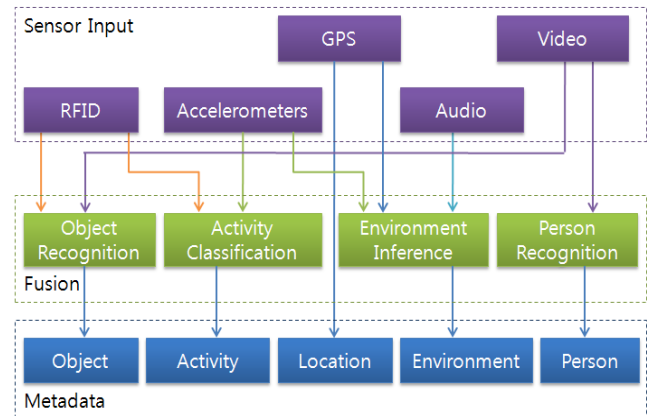 Sensor Input
GPS
Video
RFID
Accelerometers
Audio
Object
Recognition
Activity
Classification
Environment
Inference
Person
Recognition
Fusion
Object
Activity
Location
Environment
Person
Metadata